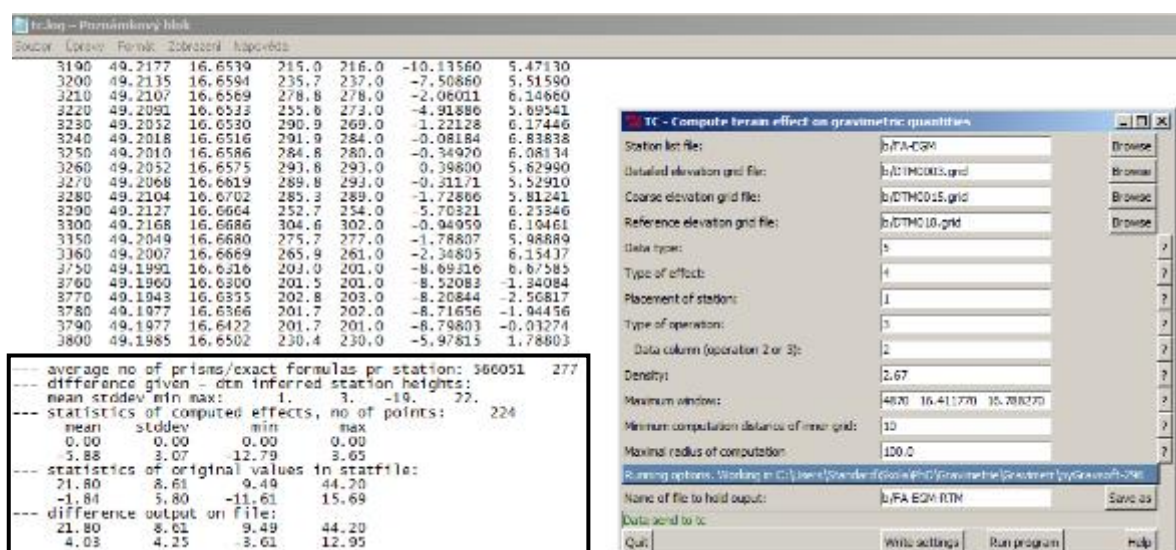 tc.log – Poznámkový blok
Soubor Úpravy Formát Zobrazení Nápověda
3190 49.2177 16.6539 215.0 216.0 -10.13560 5.47130
3200 49.2135 16.6594 235.7 237.0 -7.50860 5.51590
3210 49.2107 16.6569 278.8 278.0 -2.06011 6.14660
3220 49.2091 16.6533 255.6 273.0 -4.91886 5.69541
3230 49.2052 16.6530 290.9 269.0 -1.22128 6.17446
3240 49.2018 16.6516 291.9 284.0 -0.08184 6.83838
3250 49.2010 16.6586 284.8 280.0 -0.34920 6.08134
3260 49.2052 16.6575 293.8 293.0 0.39800 5.62990
3270 49.2068 16.6619 289.8 293.0 -0.31171 5.52910
3280 49.2104 16.6702 285.3 289.0 -1.72866 5.81241
3290 49.2127 16.6664 252.7 254.0 -5.70321 6.25346
3300 49.2168 16.6686 304.6 302.0 -0.94959 6.19461
3350 49.2049 16.6680 275.7 277.0 -1.78807 5.98889
3360 49.2007 16.6669 265.9 261.0 -2.34805 6.15437
3750 49.1991 16.6316 203.0 201.0 -8.69316 6.67585
3760 49.1960 16.6300 201.5 201.0 -8.52083 -1.34084
3770 49.1943 16.6355 202.8 203.0 -8.20844 -2.56817
3780 49.1977 16.6366 201.7 202.0 -8.71656 -1.94456
3790 49.1977 16.6422 201.7 201.0 -8.79803 -0.03274
3800 49.1985 16.6502 230.4 230.0 -5.97815 1.78803
--- average no of prisms/exact formulas pr station: 566051 277
--- difference given - dtm inferred station heights:
mean stddev min max: 1. 3. -19. 22.
--- statistics of computed effects, no of points: 224
mean stddev min max
0.00 0.00 0.00 0.00
-5.88 3.07 -12.79 3.65
--- statistics of original values in statfile:
21.80 8.61 9.49 44.20
-1.84 5.80 -11.61 15.69
--- difference output on file:
21.80 8.61 9.49 44.20
4.03 4.25 -3.61 12.95
TC - Compute terain effect on gravimetric quantities
Station list file: b/FA-EGM Browse
Detailed elevation grid file: b/DTM0003.grid Browse
Coarse elevation grid file: b/DTM0015.grid Browse
Reference elevation grid file: b/DTM018.grid Browse
Data type: 5 ?
Type of effect: 4 ?
Placement of station: 1 ?
Type of operation: 3 ?
Data column (operation 2 or 3): 2 ?
Density: 2.67 ?
Maximum window: 4870 16.411770 16.788270 ?
Minimum computation distance of inner grid: 10 ?
Maximal radius of computation 100.0 ?
Running options. Working in
Name of file to hold ouput: b/FA-EGM-RTM Save as
Data send to tc
Quit Write settings Run program Help